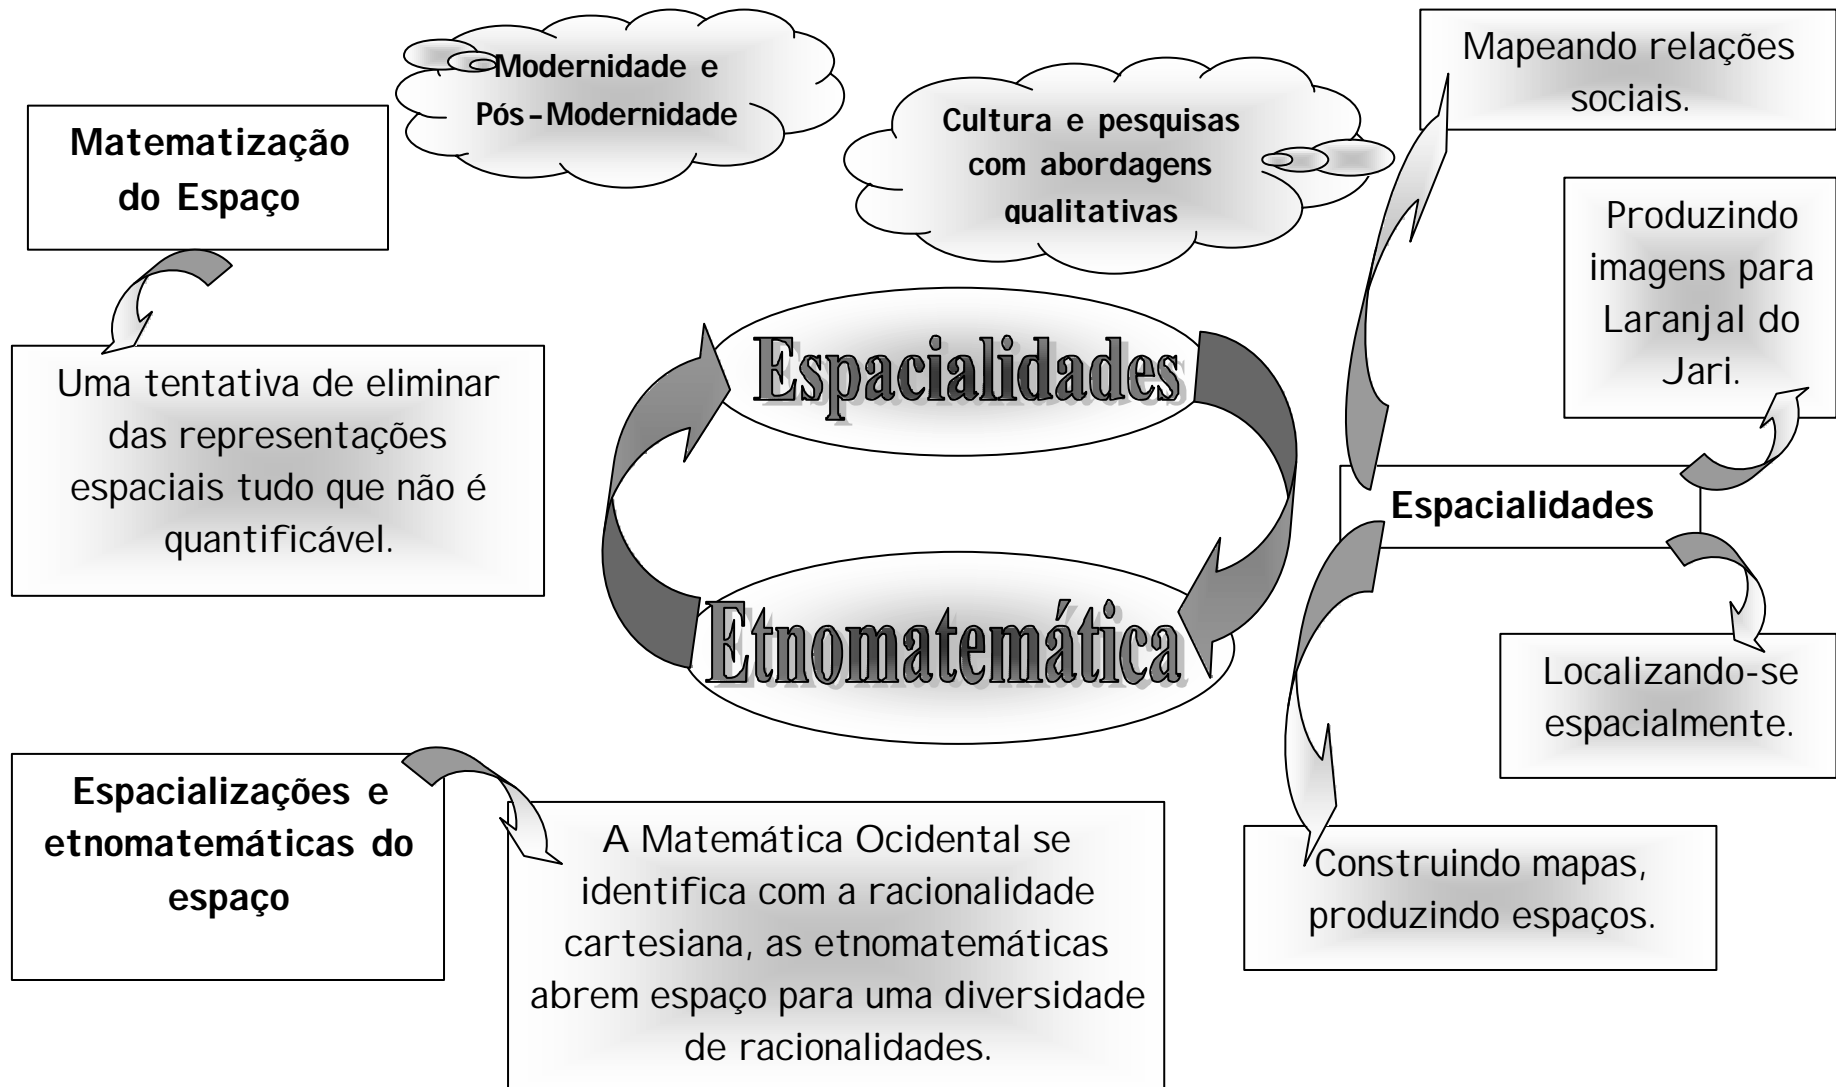 Modernidade e
Pós-Modernidade
Cultura e pesquisas
com abordagens
qualitativas
Mapeando relações
sociais.
Matematização
do Espaço
Produzindo
imagens para
Laranjal do
Jari.
Uma tentativa de eliminar
das representações
espaciais tudo que não é
quantificável.
Espacialidades
Etnomatemática
Espacialidades
Localizando-se
espacialmente.
Construindo mapas,
produzindo espaços.
Espacializações e
etnomatemáticas do
espaço
A Matemática Ocidental se
identifica com a racionalidade
cartesiana, as etnomatemáticas
abrem espaço para uma diversidade
de racionalidades.